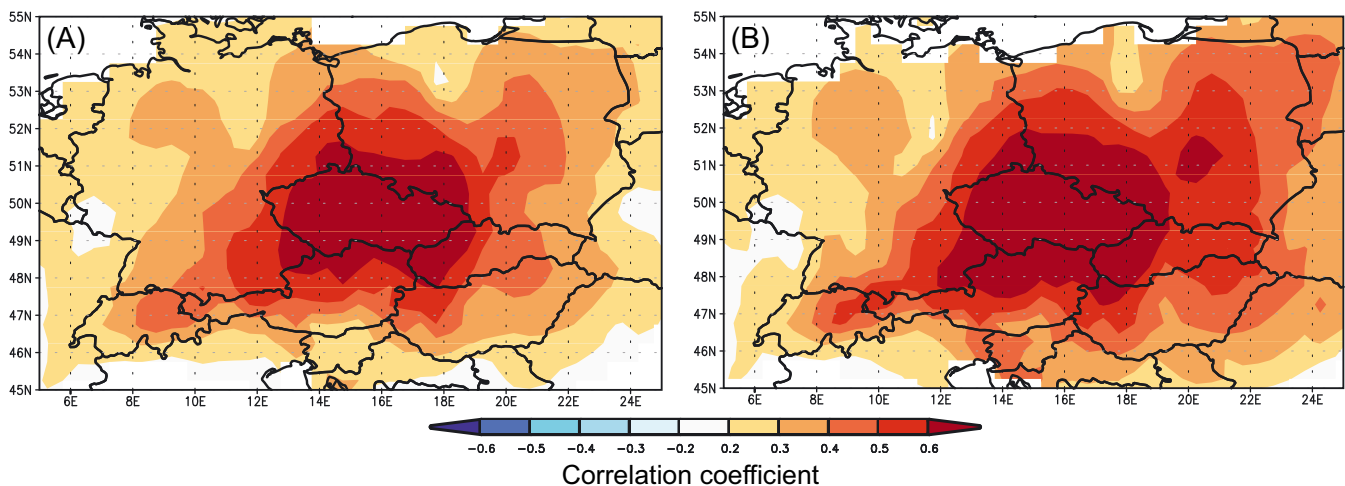 (A)
55N
54N
53N
52N
51N
50N
49N
48N
47N
46N
45N
6E 8E 10E 12E 14E 16E 18E 20E 22E 24E
(B)
55N
54N
53N
52N
51N
50N
49N
48N
47N
46N
45N
6E 8E 10E 12E 14E 16E 18E 20E 22E 24E
−0.6 −0.5 −0.4 −0.3 −0.2 0.2 0.3 0.4 0.5 0.6
Correlation coefficient